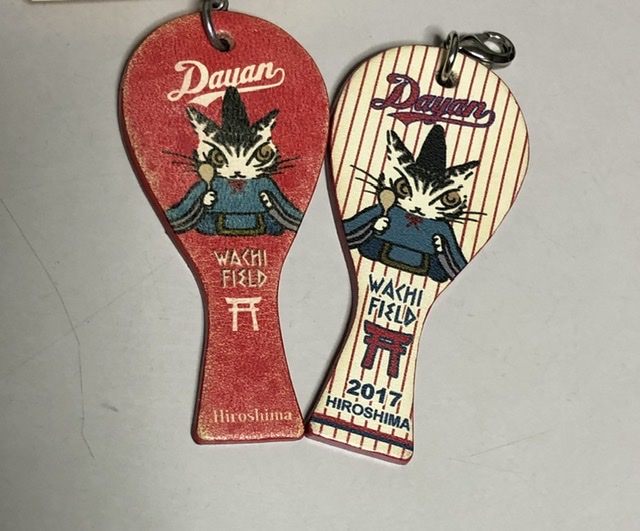 Dayan
WACHI
FIELD
Hiroshima
Dayan
WACHI
FIELD
2017
HIROSHIMA